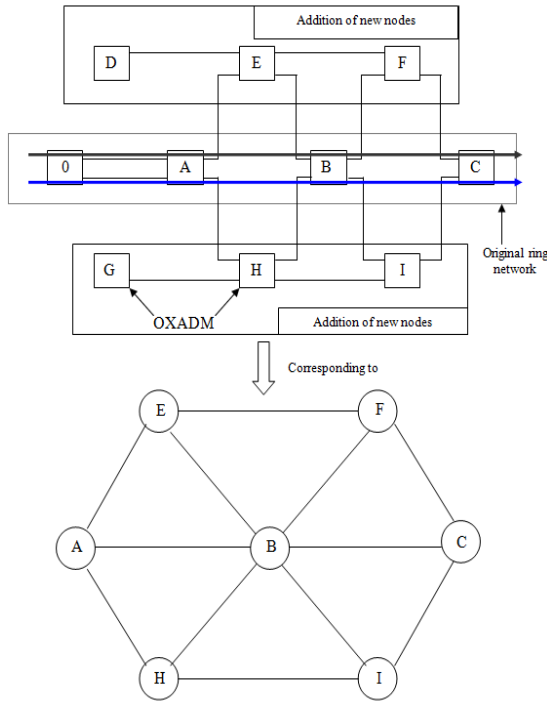 Addition of new nodes
D
E
F
0
A
B
C
Original ring
network
G
H
I
OXADM
Addition of new nodes
Corresponding to
E
F
A
B
C
H
I